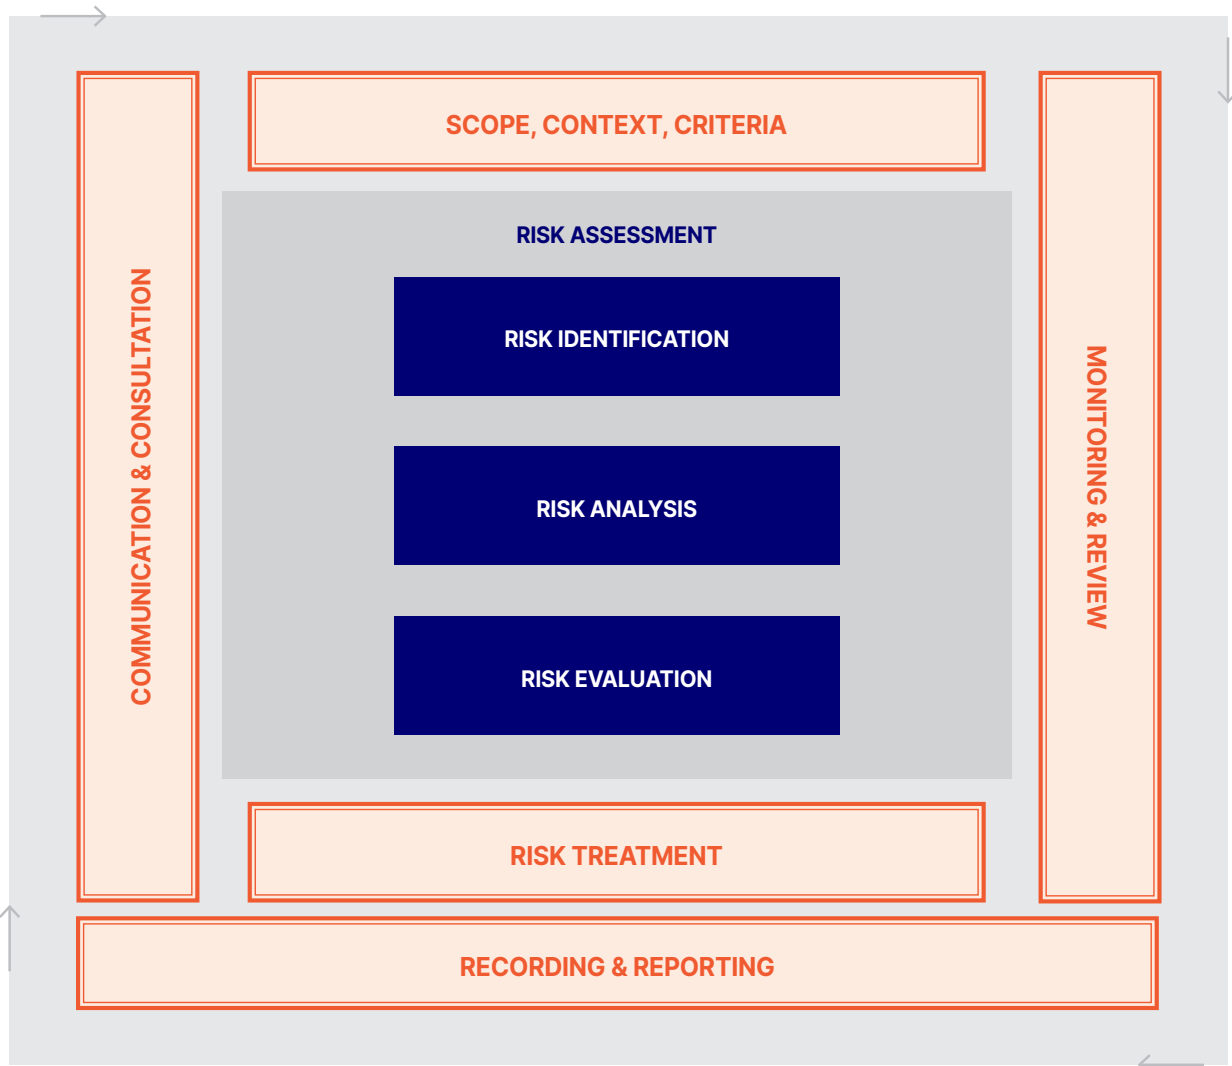 SCOPE, CONTEXT, CRITERIA
COMMUNICATION & CONSULTATION
RISK ASSESSMENT
RISK IDENTIFICATION
RISK ANALYSIS
RISK EVALUATION
MONITORING & REVIEW
RISK TREATMENT
RECORDING & REPORTING